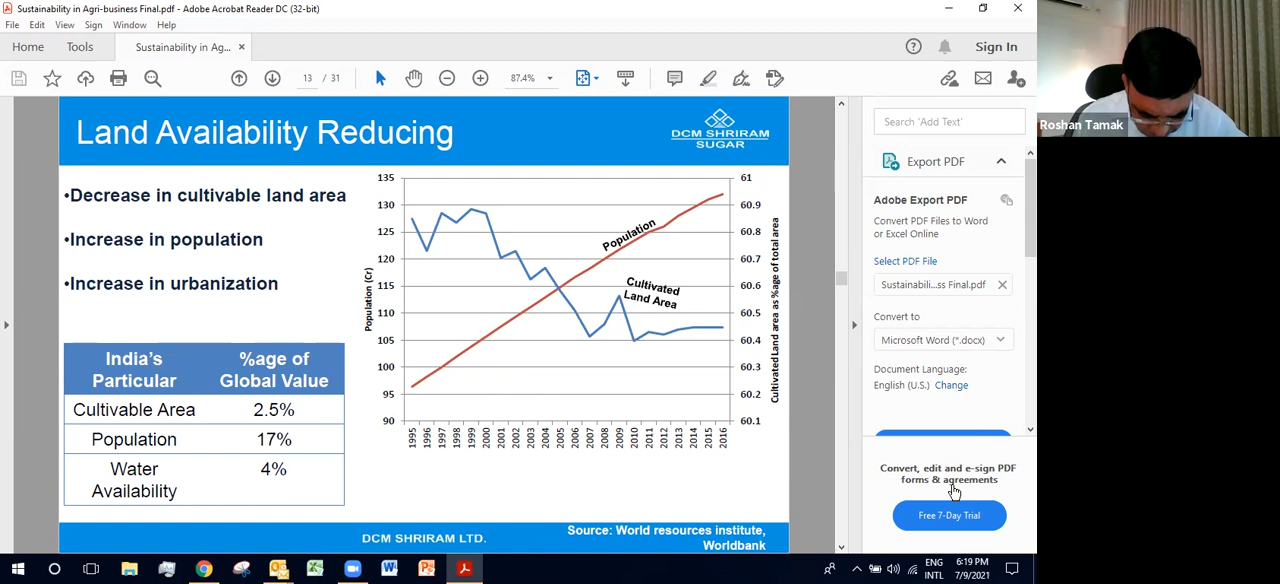 Sustainability in Agri-business Final.pdf - Adobe Acrobat Reader DC (32-bit)
File Edit View Sign Window Help
Home Tools Sustainability in Ag... × Sign In
13 / 31 87.4%
Land Availability Reducing
DCM SHRIRAM
SUGAR
•Decrease in cultivable land area
•Increase in population
•Increase in urbanization
India's Particular %age of Global Value
Cultivable Area 2.5%
Population 17%
Water Availability 4%
Population (Cr)
135
130
125
120
115
110
105
100
95
90
Population
Cultivated
Land Area
61
60.9
60.8
60.7
60.6
60.5
60.4
60.3
60.2
60.1
Cultivated Land area as %age of total area
1995 1996 1997 1998 1999 2000 2001 2002 2003 2004 2005 2006 2007 2008 2009 2010 2011 2012 2013 2014 2015 2016
DCM SHRIRAM LTD.
Source: World resources institute,
Worldbank
Search 'Add Text'
Export PDF
Adobe Export PDF
Convert PDF Files to Word
or Excel Online
Select PDF File
Sustainabili...ss Final.pdf
Convert to
Microsoft Word (*.docx)
Document Language:
English (U.S.) Change
Convert, edit and e-sign PDF
forms & agreements
Free 7-Day Trial
Roshan Tamak
ENG
INTL
6:19 PM
7/9/2021